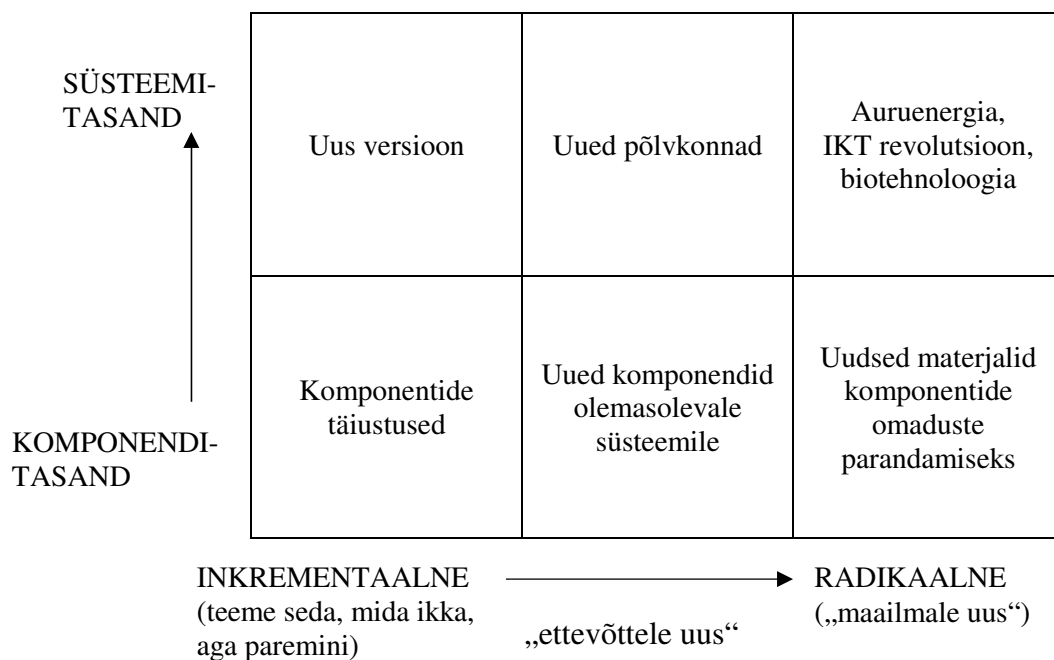 SÜSTEEMI-
TASAND
Uus versioon
Uued põlvkonnad
Auruenergia,
IKT revolutsioon,
biotehnoloogia
KOMPONENDI-
TASAND
Komponentide
täiustused
Uued komponendid
olemasolevale
süsteemile
Uudsed materjalid
komponentide
omaduste
parandamiseks
INKREMENTAALNE
(teeme seda, mida ikka,
aga paremini)
„ettevõttele uus“
RADIKAALNE
(„maailmale uus“)